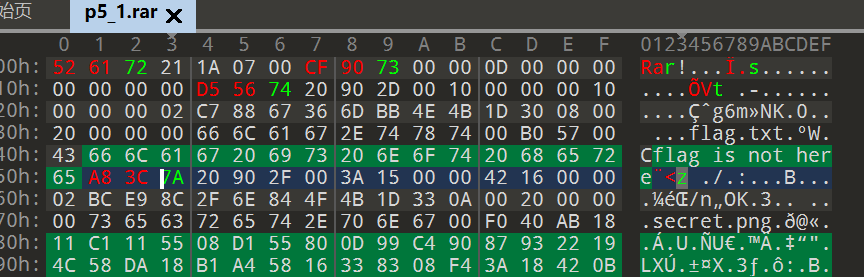 始页
p5_1.rar
0 1 2 3 4 5 6 7 8 9 A B C D E F 0123456789ABCDEF
00h: 52 61 72 21 1A 07 00 CF 90 73 00 00 0D 00 00 00 Rar!...Ï.s......
10h: 00 00 00 00 D5 56 74 20 90 2D 00 10 00 00 00 10 ....ÕVt .-......
20h: 00 00 00 02 C7 88 67 36 6D BB 4E 4B 1D 30 08 00 ....Çˆg6m»NK.0..
30h: 20 00 00 00 66 6C 61 67 2E 74 78 74 00 B0 57 00 ...flag.txt.°W.
40h: 43 66 6C 61 67 20 69 73 20 6E 6F 74 20 68 65 72 Cflag is not her
50h: 65 A8 3C 7A 20 90 2F 00 3A 15 00 00 42 16 00 00 e¨<z ./.:...B...
60h: 02 BC E9 8C 2F 6E 84 4F 4B 1D 33 0A 00 20 00 00 .¼éŒ/n„OK.3.. ..
70h: 00 73 65 63 72 65 74 2E 70 6E 67 00 F0 40 AB 18 .secret.png.ð@«.
80h: 11 C1 11 55 08 D1 55 80 0D 99 C4 90 87 93 22 19 .Á.U.ÑU€.™Ä.‡“".
90h: 4C 58 DA 18 B1 A4 58 16 33 83 08 F4 3A 18 42 0B LXÚ.±¤X.3ƒ.ô:.B.